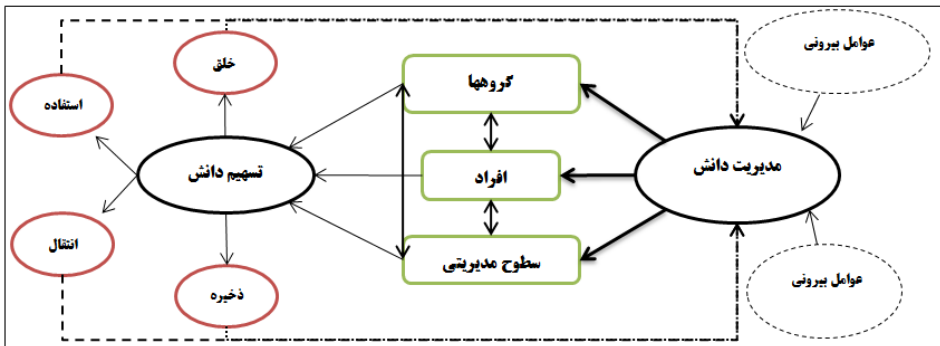 عوامل بیرونی
خلق
گروهها
استفاده
مدیریت دانش
افراد
تسهیم دانش
انتقال
سطوح مدیریتی
عوامل بیرونی
ذخیره